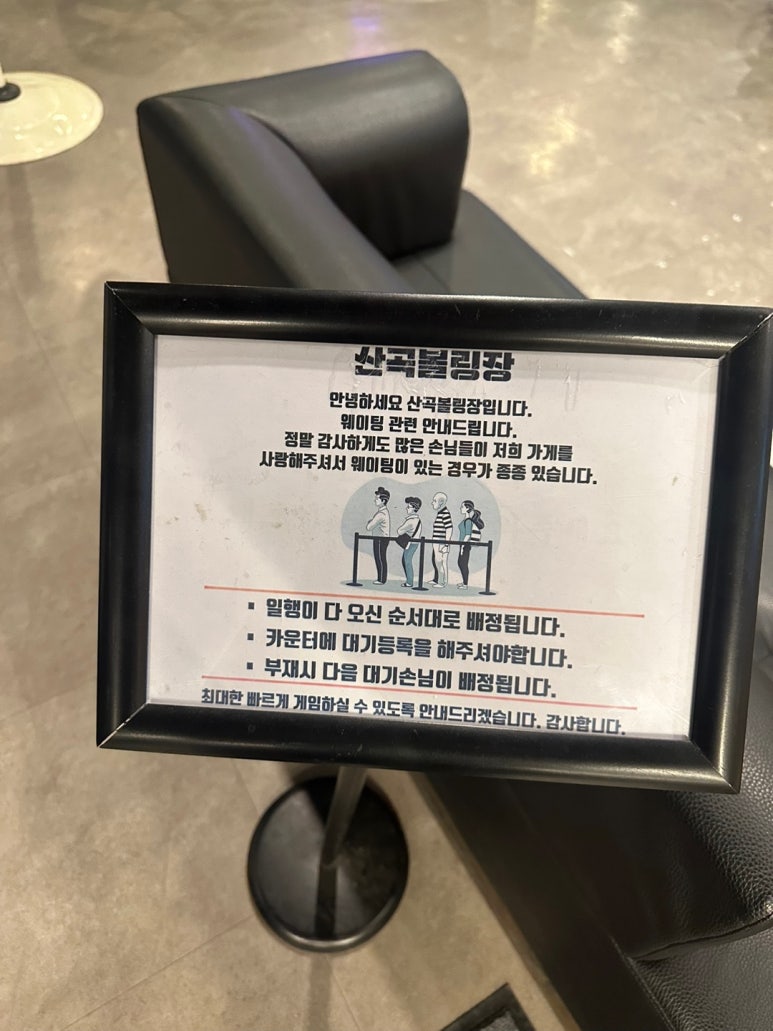 산곡볼링장
안녕하세요 산곡볼링장입니다.
웨이팅 관련 안내드립니다.
정말 감사하게도 많은 손님들이 저희 가게를
사랑해주셔서 웨이팅이 있는 경우가 종종 있습니다.
▪ 일행이 다 오신 순서대로 배정됩니다.
▪ 카운터에 대기등록을 해주셔야합니다.
▪ 부재시 다음 대기손님이 배정됩니다.
최대한 빠르게 게임하실 수 있도록 안내드리겠습니다. 감사합니다.